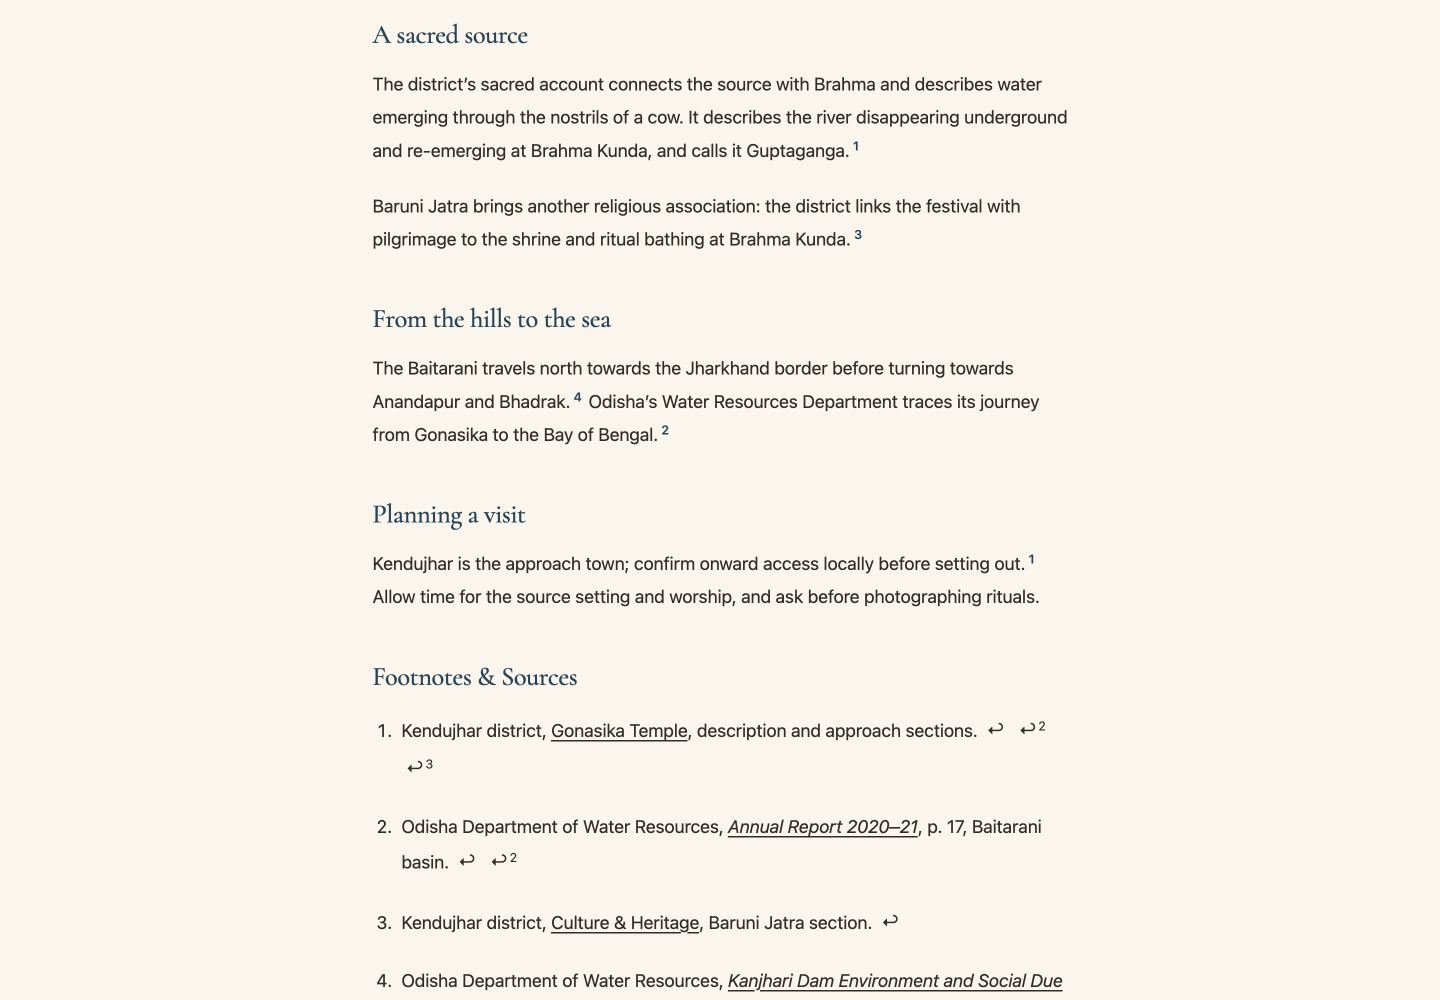 A sacred source
The district's sacred account connects the source with Brahma and describes water
emerging through the nostrils of a cow. It describes the river disappearing underground
and re-emerging at Brahma Kunda, and calls it Guptaganga. 1
Baruni Jatra brings another religious association: the district links the festival with
pilgrimage to the shrine and ritual bathing at Brahma Kunda. 3
From the hills to the sea
The Baitarani travels north towards the Jharkhand border before turning towards
Anandapur and Bhadrak. 4 Odisha's Water Resources Department traces its journey
from Gonasika to the Bay of Bengal. 2
Planning a visit
Kendujhar is the approach town; confirm onward access locally before setting out. 1
Allow time for the source setting and worship, and ask before photographing rituals.
Footnotes & Sources
1. Kendujhar district, Gonasika Temple, description and approach sections. ↩ ↩2
↩3
2. Odisha Department of Water Resources, Annual Report 2020–21, p. 17, Baitarani
basin. ↩ ↩2
3. Kendujhar district, Culture & Heritage, Baruni Jatra section. ↩
4. Odisha Department of Water Resources, Kanjhari Dam Environment and Social Due